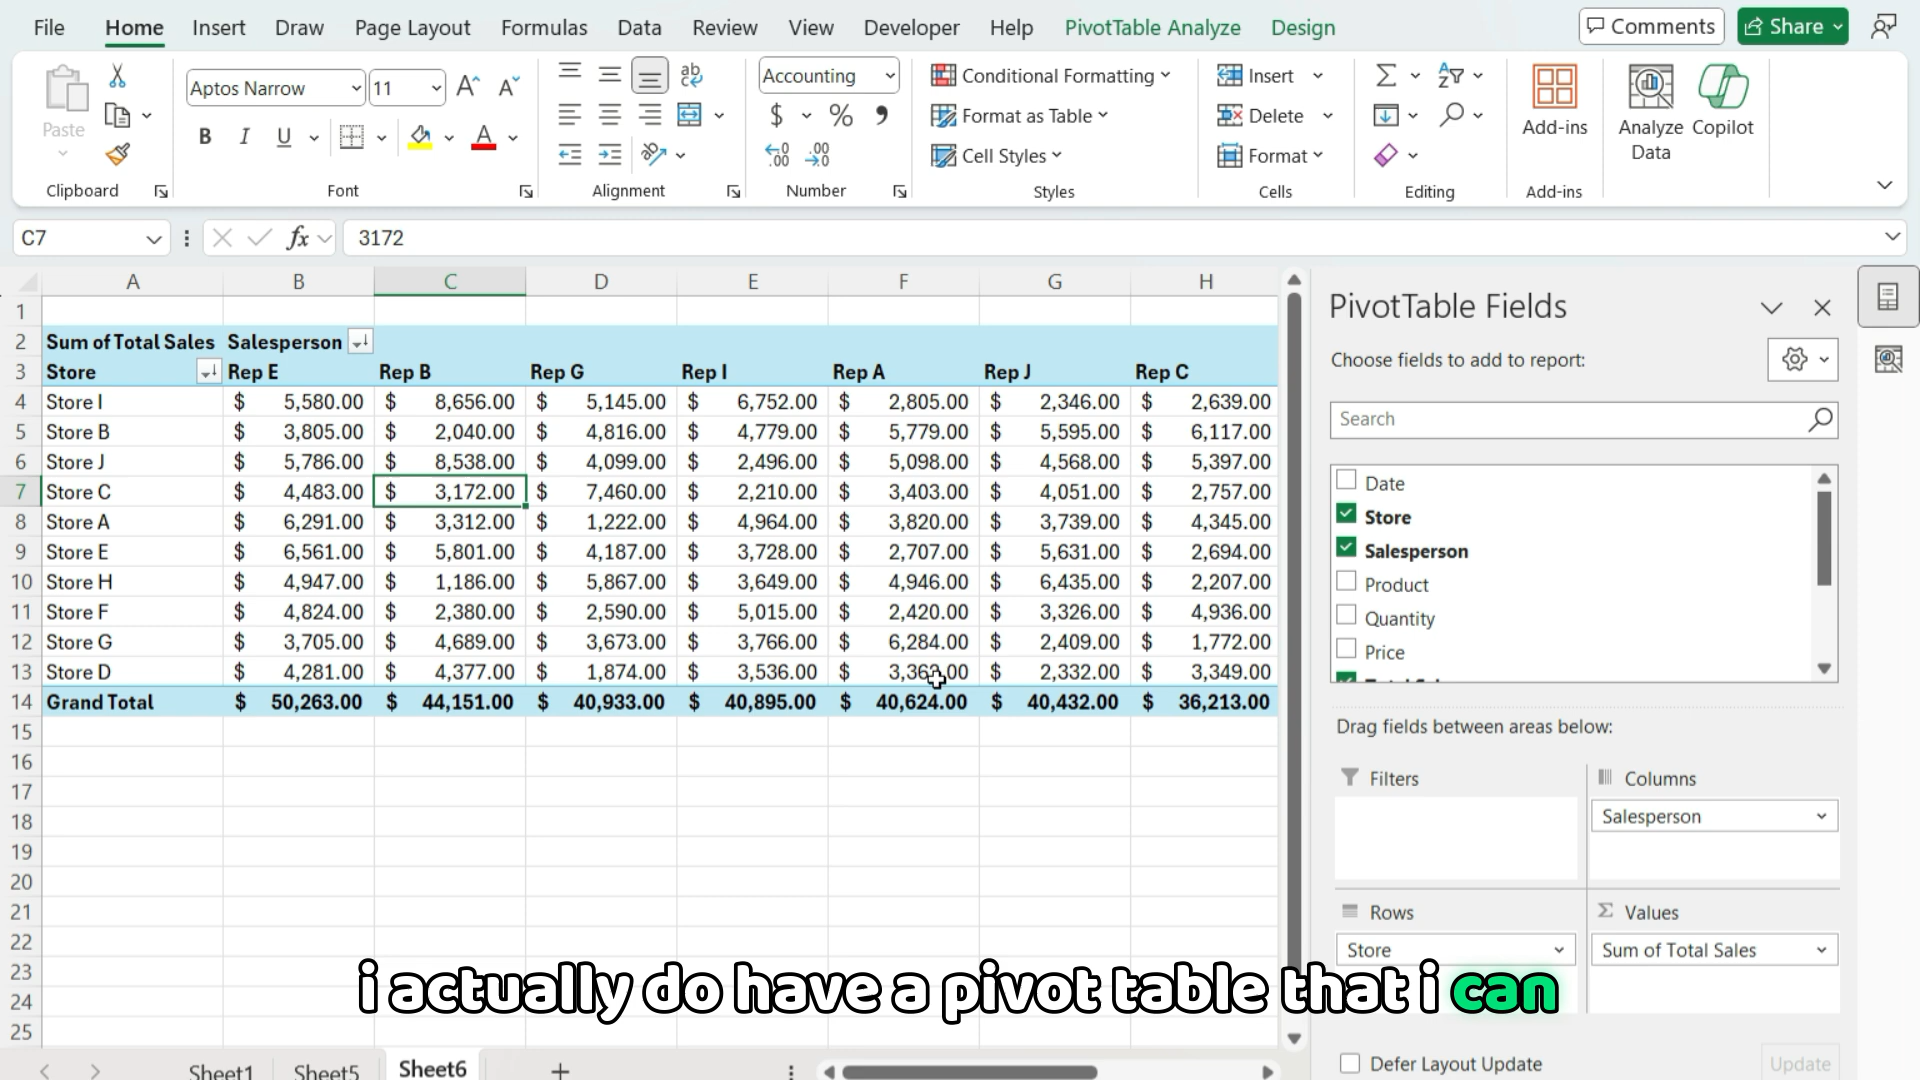 File Home Insert Draw Page Layout Formulas Data Review View Developer Help PivotTable Analyze Design Comments Share
Paste Aptos Narrow 11 A A ab Accounting Conditional Formatting Insert Σ AZ Add-ins Analyze Data Copilot
B I U A $ % 9 Format as Table Delete
.00 .00 Cell Styles Format
Clipboard Font Alignment Number Styles Cells Editing Add-ins
C7 fx 3172
A B C D E F G H
1
2 Sum of Total Sales Salesperson
3 Store Rep E Rep B Rep G Rep I Rep A Rep J Rep C
4 Store I $ 5,580.00 $ 8,656.00 $ 5,145.00 $ 6,752.00 $ 2,805.00 $ 2,346.00 $ 2,639.00
5 Store B $ 3,805.00 $ 2,040.00 $ 4,816.00 $ 4,779.00 $ 5,779.00 $ 5,595.00 $ 6,117.00
6 Store J $ 5,786.00 $ 8,538.00 $ 4,099.00 $ 2,496.00 $ 5,098.00 $ 4,568.00 $ 5,397.00
7 Store C $ 4,483.00 $ 3,172.00 $ 7,460.00 $ 2,210.00 $ 3,403.00 $ 4,051.00 $ 2,757.00
8 Store A $ 6,291.00 $ 3,312.00 $ 1,222.00 $ 4,964.00 $ 3,820.00 $ 3,739.00 $ 4,345.00
9 Store E $ 6,561.00 $ 5,801.00 $ 4,187.00 $ 3,728.00 $ 2,707.00 $ 5,631.00 $ 2,694.00
10 Store H $ 4,947.00 $ 1,186.00 $ 5,867.00 $ 3,649.00 $ 4,946.00 $ 6,435.00 $ 2,207.00
11 Store F $ 4,824.00 $ 2,380.00 $ 2,590.00 $ 5,015.00 $ 2,420.00 $ 3,326.00 $ 4,936.00
12 Store G $ 3,705.00 $ 4,689.00 $ 3,673.00 $ 3,766.00 $ 6,284.00 $ 2,409.00 $ 1,772.00
13 Store D $ 4,281.00 $ 4,377.00 $ 1,874.00 $ 3,536.00 $ $ 2,332.00 $ 3,349.00
14 Grand Total $ 50,263.00 $ 44,151.00 $ 40,933.00 $ 40,895.00 $ 40,624.00 $ 40,432.00 $ 36,213.00
15
16
17
18
19
20
21
22
23
24
25
PivotTable Fields
Choose fields to add to report:
Search
Date
Store
Salesperson
Product
Quantity
Price
Drag fields between areas below:
Filters Columns
Salesperson
Rows Σ Values
Store Sum of Total Sales
i actually do have a pivot table that i can
Defer Layout Update Update
Sheet1 Sheet5 Sheet6 +